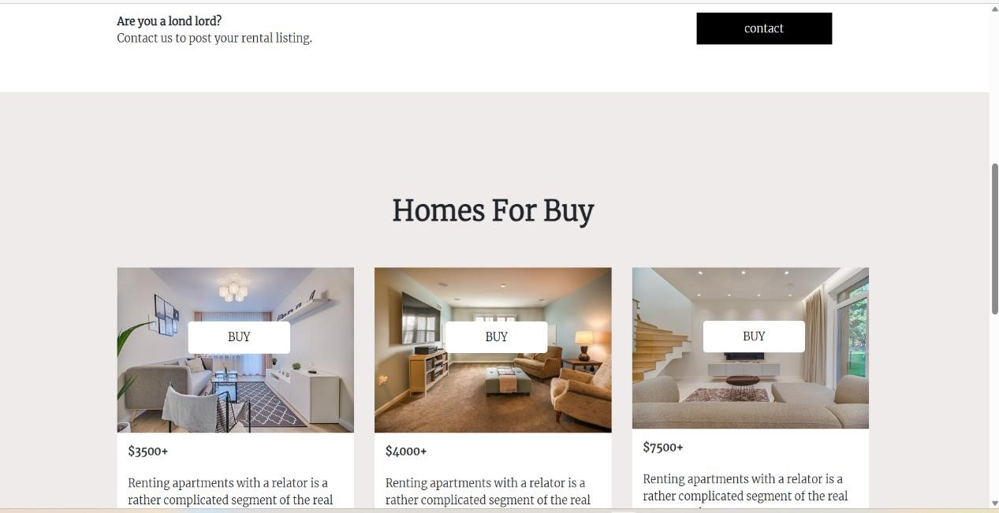 Are you a lond lord?
Contact us to post your rental listing.
contact
Homes For Buy
BUY
BUY
BUY
$3500+
Renting apartments with a relator is a
rather complicated segment of the real
$4000+
Renting apartments with a relator is a
rather complicated segment of the real
$7500+
Renting apartments with a relator is a
rather complicated segment of the real